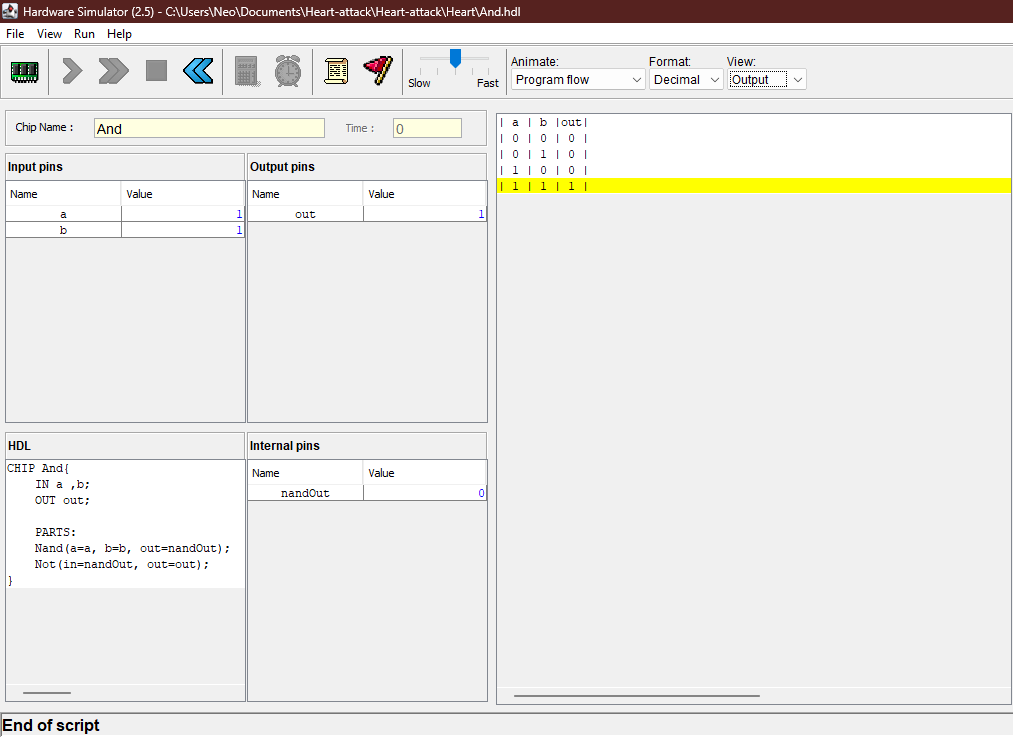 Hardware Simulator (2.5) - C:\Users\Neo\Documents\Heart-attack\Heart-attack\Heart\And.hdl
File View Run Help
Slow Fast
Animate: Format: View:
Program flow Decimal Output
Chip Name : And Time : 0
Input pins
Name Value
a 1
b 1
Output pins
Name Value
out 1
HDL
CHIP And{
    IN a ,b;
    OUT out;
    PARTS:
    Nand(a=a, b=b, out=nandOut);
    Not(in=nandOut, out=out);
}
Internal pins
Name Value
nandOut 0
| a | b |out|
| 0 | 0 | 0 |
| 0 | 1 | 0 |
| 1 | 0 | 0 |
| 1 | 1 | 1 |
End of script